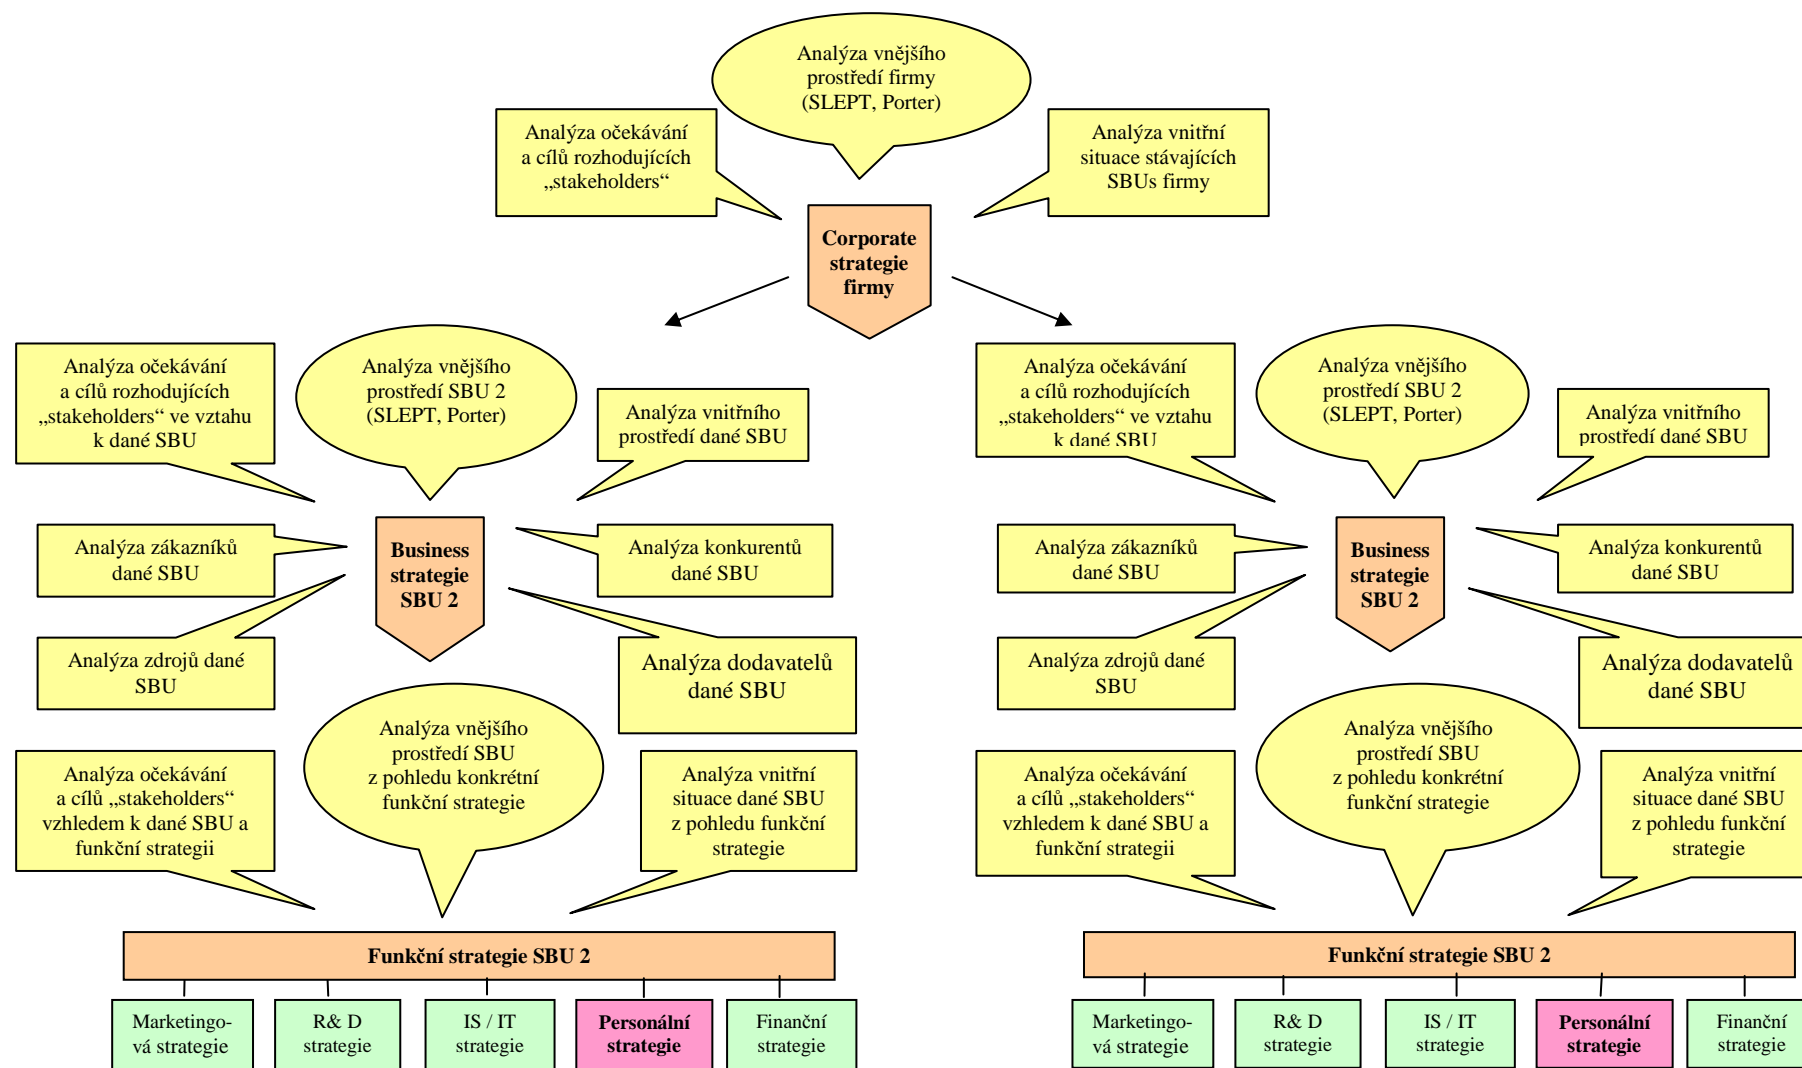 Analýza vnějšího
prostředí firmy
(SLEPT, Porter)
Analýza očekávání
a cílů rozhodujících
„stakeholders“
Analýza vnitřní
situace stávajících
SBUs firmy
Corporate
strategie
firmy
Analýza očekávání
a cílů rozhodujících
„stakeholders“ ve vztahu
k dané SBU
Analýza vnějšího
prostředí SBU 2
(SLEPT, Porter)
Analýza vnitřního
prostředí dané SBU
Analýza zákazníků
dané SBU
Business
strategie
SBU 2
Analýza konkurentů
dané SBU
Analýza zdrojů dané
SBU
Analýza dodavatelů
dané SBU
Analýza očekávání
a cílů „stakeholders“
vzhledem k dané SBU a
funkční strategii
Analýza vnějšího
prostředí SBU
z pohledu konkrétní
funkční strategie
Analýza vnitřní
situace dané SBU
z pohledu funkční
strategie
Funkční strategie SBU 2
Marketingo-
vá strategie
R& D
strategie
IS / IT
strategie
Personální
strategie
Finanční
strategie
Analýza očekávání
a cílů rozhodujících
„stakeholders“ ve vztahu
k dané SBU
Analýza vnějšího
prostředí SBU 2
(SLEPT, Porter)
Analýza vnitřního
prostředí dané SBU
Analýza zákazníků
dané SBU
Business
strategie
SBU 2
Analýza konkurentů
dané SBU
Analýza zdrojů dané
SBU
Analýza dodavatelů
dané SBU
Analýza očekávání
a cílů „stakeholders“
vzhledem k dané SBU a
funkční strategii
Analýza vnějšího
prostředí SBU
z pohledu konkrétní
funkční strategie
Analýza vnitřní
situace dané SBU
z pohledu funkční
strategie
Funkční strategie SBU 2
Marketingo-
vá strategie
R& D
strategie
IS / IT
strategie
Personální
strategie
Finanční
strategie